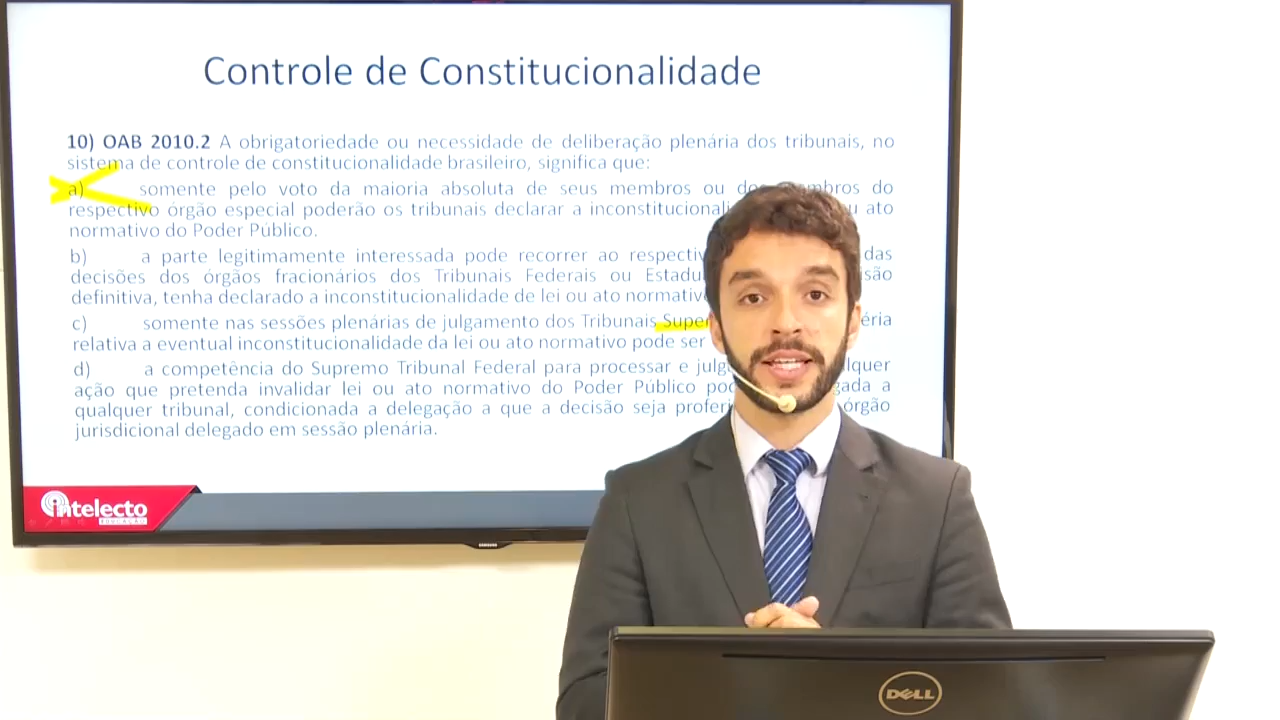 Controle de Constitucionalidade
10) OAB 2010.2 A obrigatoriedade ou necessidade de deliberação plenária dos tribunais, no
sistema de controle de constitucionalidade brasileiro, significa que:
a) somente pelo voto da maioria absoluta de seus membros ou dos membros do
respectivo órgão especial poderão os tribunais declarar a ato
normativo do Poder Público.
b) a parte legitimamente interessada pode recorrer ao das
decisões dos órgãos fracionários dos Tribunais Federais ou
definitiva, tenha declarado a inconstitucionalidade de lei ou ato
c) somente nas sessões plenárias de julgamento dos Tribunais
relativa a eventual inconstitucionalidade da lei ou ato normativo pode ser
d) a competência do Supremo Tribunal Federal para processar e
ação que pretenda invalidar lei ou ato normativo do Poder Público a
qualquer tribunal, condicionada a delegação a que a decisão seja órgão
jurisdicional delegado em sessão plenária.
intelecto
EDUCAÇÃO
DELL